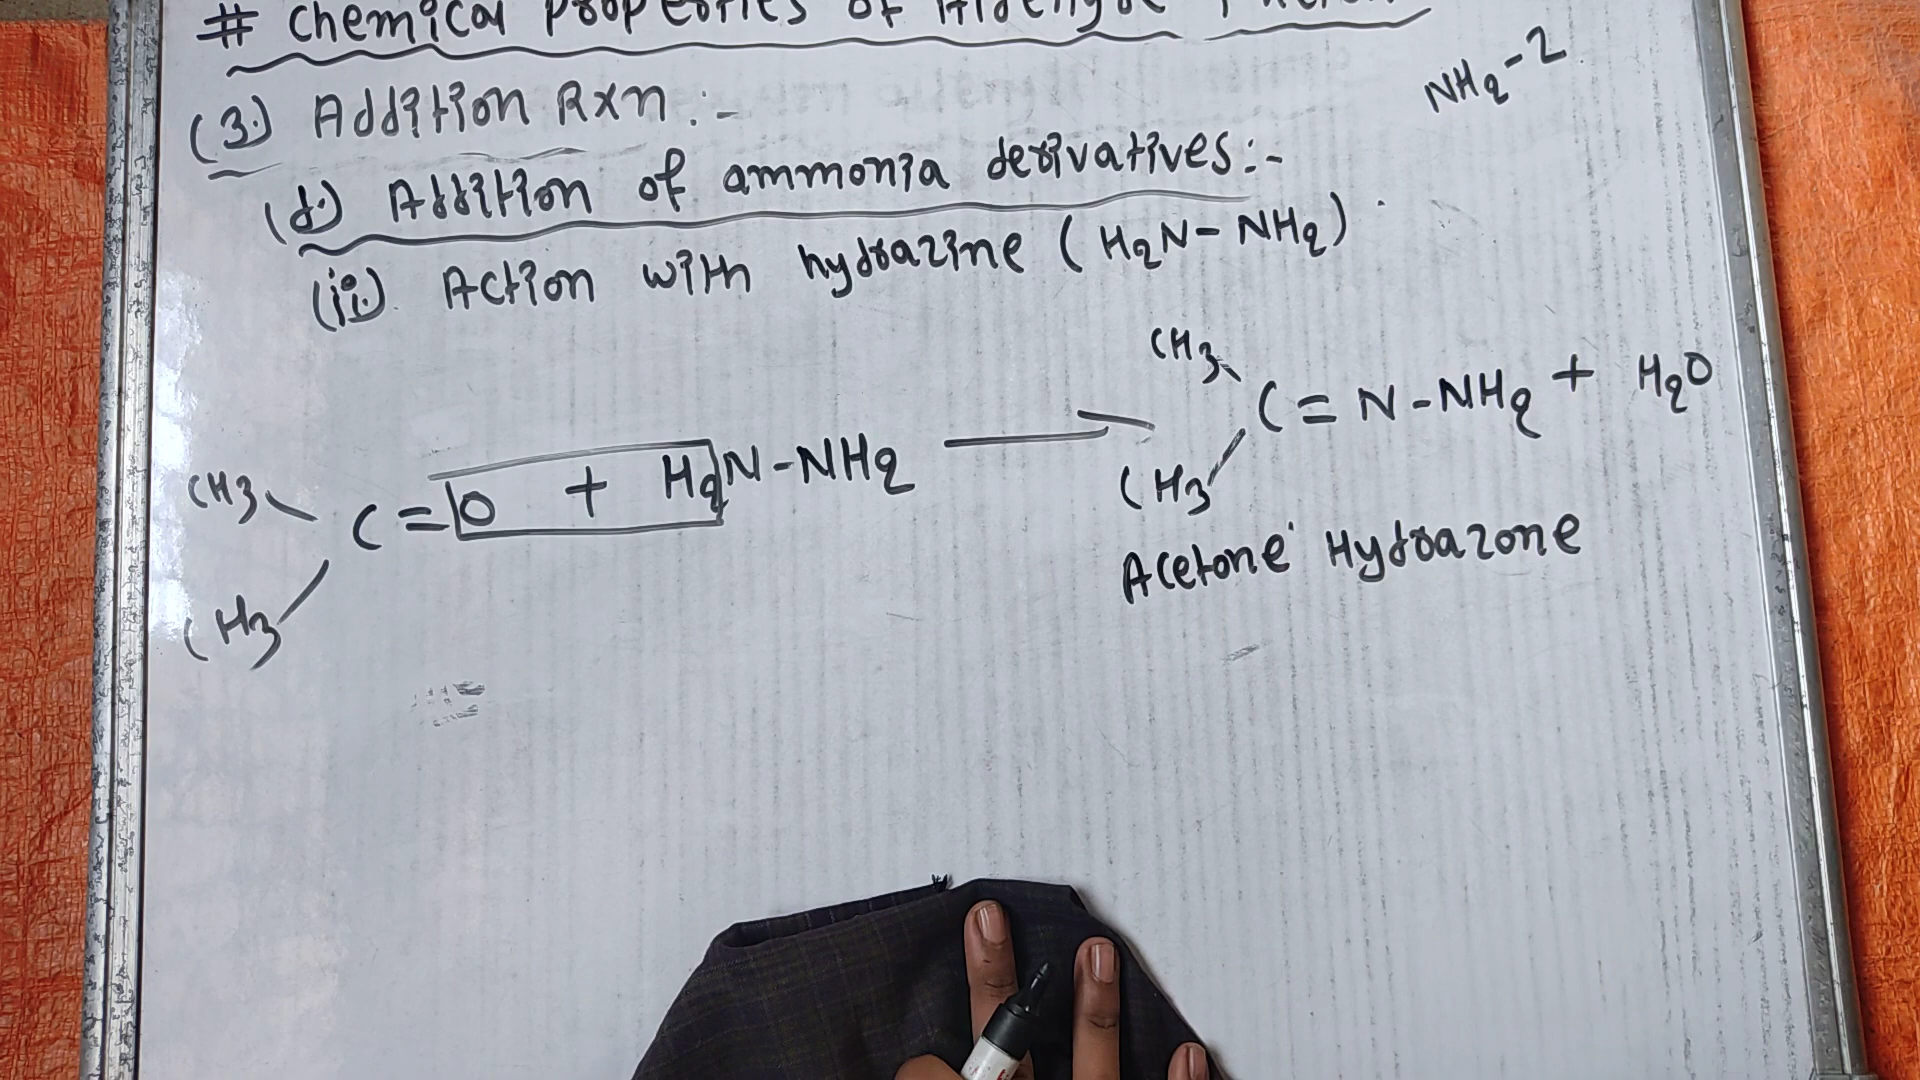 # Chemical Properties of Aldehyde
(3.) Addition Rxn :-
NH2-Z
(d.) Addition of ammonia derivatives:-
(ii.) Action with hydrazine (H2N-NH2)
CH3
C=O + H2N-NH2 → C=N-NH2 + H2O
CH3
CH3
CH3
Acetone Hydrazone